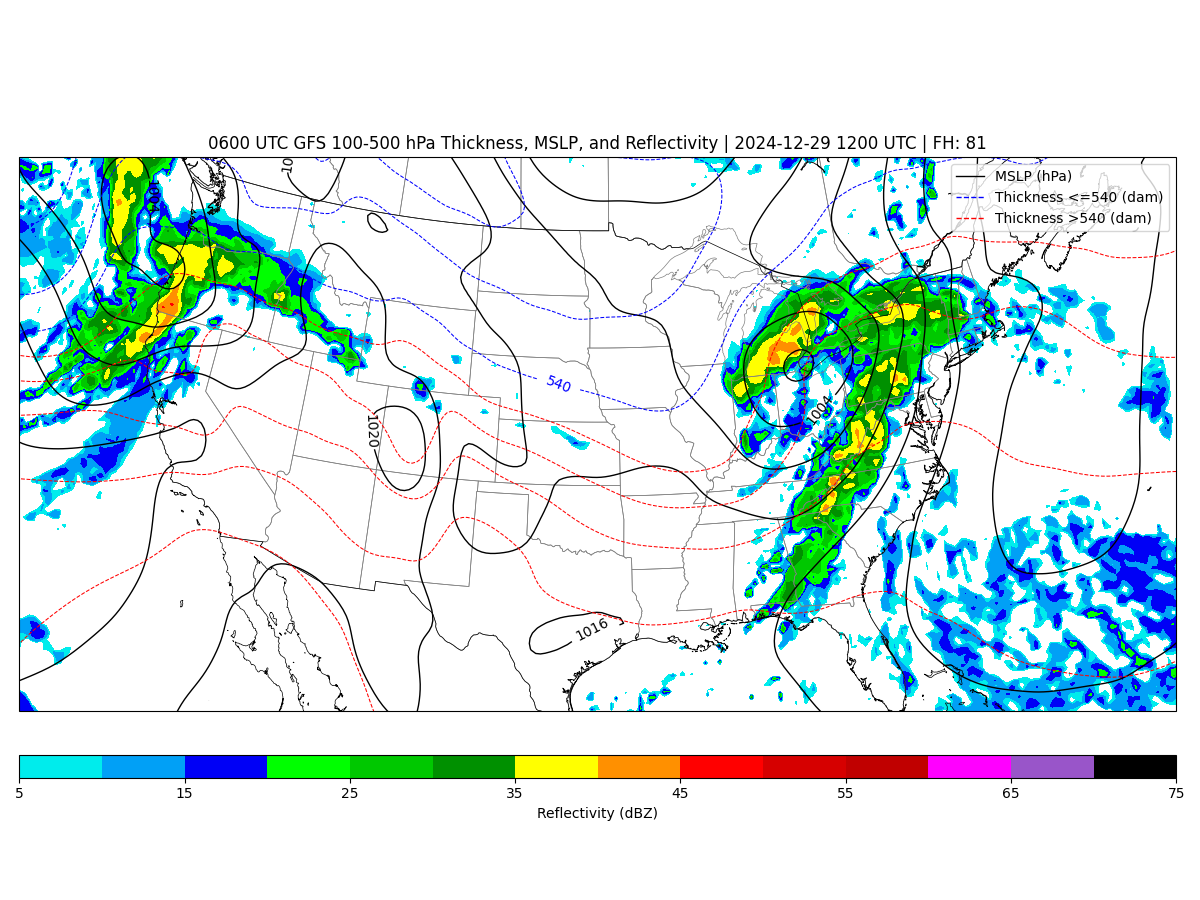 0600 UTC GFS 100-500 hPa Thickness, MSLP, and Reflectivity | 2024-12-29 1200 UTC | FH: 81
MSLP (hPa)
Thickness <=540 (dam)
Thickness >540 (dam)
10
540
1020
1004
1016
5 15 25 35 45 55 65 75
Reflectivity (dBZ)